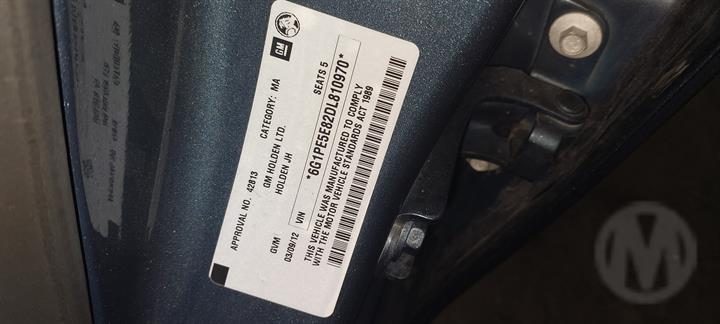 APPROVAL NO. 42813 CATEGORY: MA
GM HOLDEN LTD.
HOLDEN JH SEATS 5
GVM
03/09/12 VIN *6G1PE5E82DL810970*
THIS VEHICLE WAS MANUFACTURED TO COMPLY
WITH THE MOTOR VEHICLE STANDARDS ACT 1989
GM
M